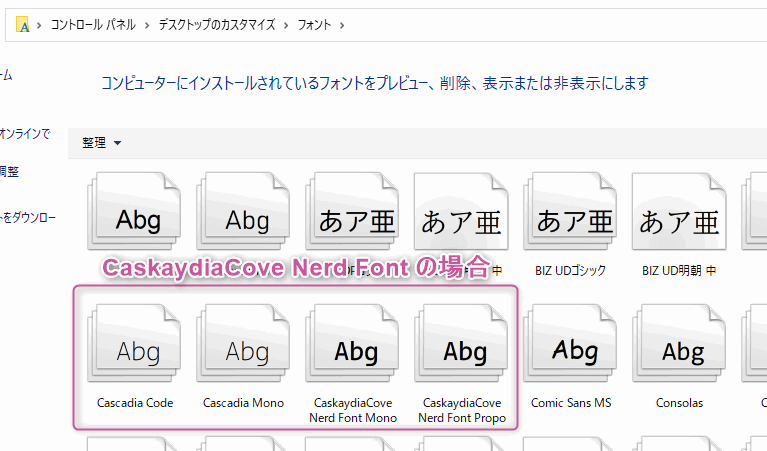 コントロール パネル › デスクトップのカスタマイズ › フォント ›
ーム
コンピューターにインストールされているフォントをプレビュー、削除、表示または非表示にします
オンラインで
整理
調整
トをダウンロー
Abg Abg あア亜 あア亜 あア亜 あア亜
中 BIZ UDゴシック BIZ UD明朝 中
CaskaydiaCove Nerd Font の場合
Abg Abg Abg Abg Abg Abg
Cascadia Code Cascadia Mono CaskaydiaCove CaskaydiaCove Comic Sans MS Consolas
Nerd Font Mono Nerd Font Propo